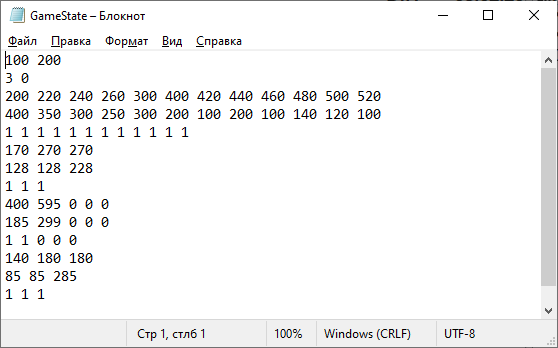 GameState – Блокнот
Файл Правка Формат Вид Справка
100 200
3 0
200 220 240 260 300 400 420 440 460 480 500 520
400 350 300 250 300 200 100 200 100 140 120 100
1 1 1 1 1 1 1 1 1 1 1 1
170 270 270
128 128 228
1 1 1
400 595 0 0 0
185 299 0 0 0
1 1 0 0 0
140 180 180
85 85 285
1 1 1
Стр 1, стлб 1 100% Windows (CRLF) UTF-8